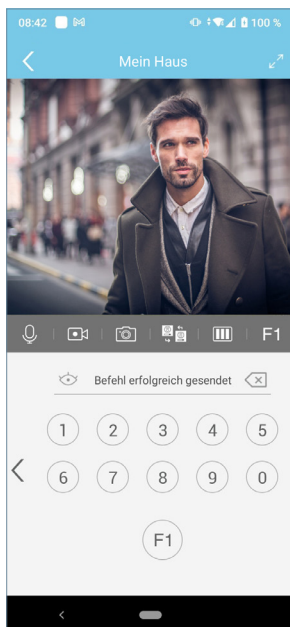 08:42 100 %
Mein Haus
F1
Befehl erfolgreich gesendet
1 2 3 4 5
6 7 8 9 0
F1